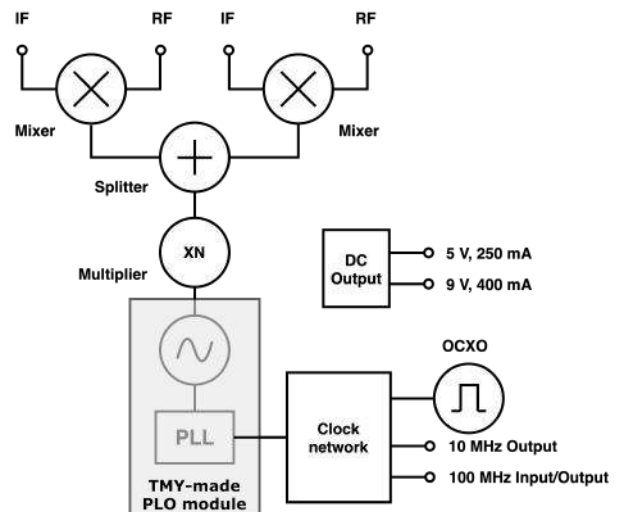 IF
RF
IF
RF
Mixer
Mixer
Splitter
XN
Multiplier
DC
Output
5 V, 250 mA
9 V, 400 mA
OCXO
PLL
Clock
network
10 MHz Output
100 MHz Input/Output
TMY-made
PLO module